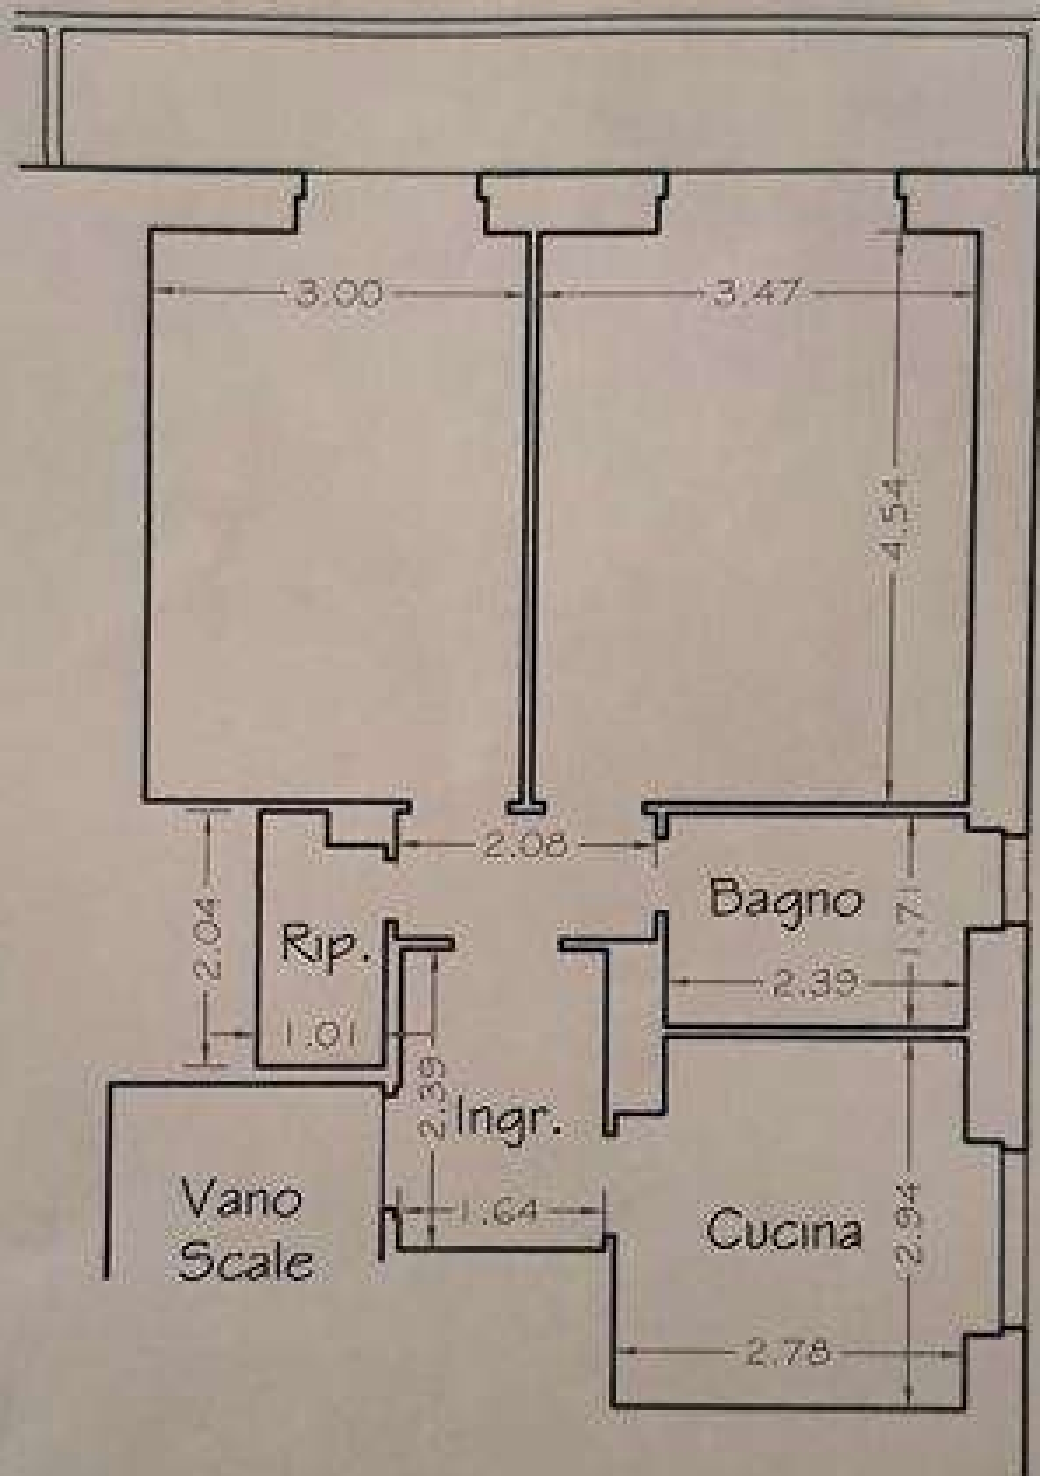 3.00
3.47
4.54
2.08
2.04
Rip.
Bagno
1.71
2.39
1.01
2.39
Ingr.
Vano
Scale
1.64
Cucina
2.94
2.78